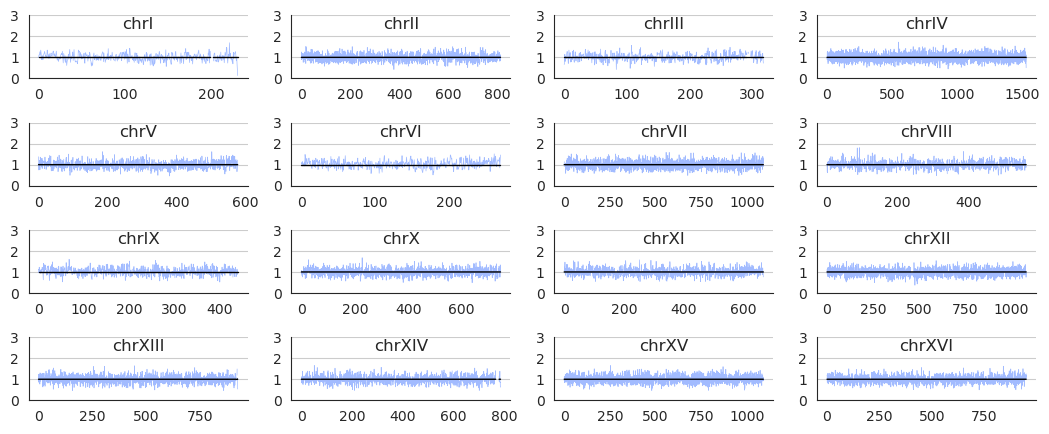 3 chrI 3 chrII 3 chrIII 3 chrIV
2 2 2 2
1 1 1 1
0 0 0 0
0 100 200 0 200 400 600 800 0 100 200 300 0 500 1000 1500
3 chrV 3 chrVI 3 chrVII 3 chrVIII
2 2 2 2
1 1 1 1
0 0 0 0
0 200 400 600 0 100 200 0 250 500 750 1000 0 200 400
3 chrIX 3 chrX 3 chrXI 3 chrXII
2 2 2 2
1 1 1 1
0 0 0 0
0 100 200 300 400 0 200 400 600 0 200 400 600 0 250 500 750 1000
3 chrXIII 3 chrXIV 3 chrXV 3 chrXVI
2 2 2 2
1 1 1 1
0 0 0 0
0 250 500 750 0 200 400 600 800 0 250 500 750 1000 0 250 500 750